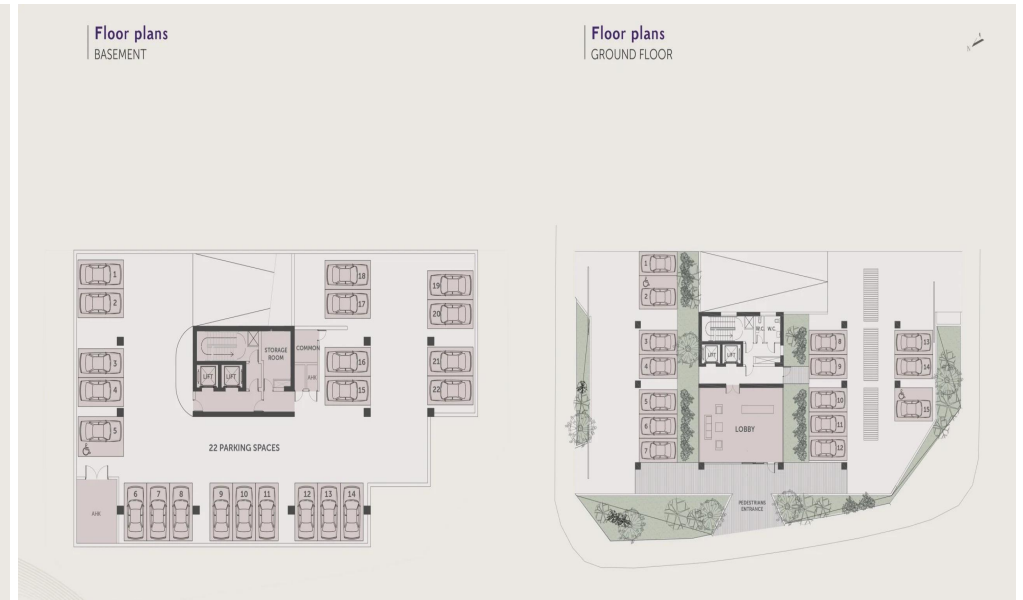 Floor plans
BASEMENT
1
2
3
4
5
18
17
16
15
19
20
21
22
STORAGE
ROOM
COMMON
AHK
LIFT
LIFT
22 PARKING SPACES
AHK
6
7
8
9
10
11
12
13
14
Floor plans
GROUND FLOOR
1
2
3
4
5
6
7
W.C.
W.C.
LIFT
LIFT
LOBBY
8
9
10
11
12
13
14
15
PEDESTRIANS
ENTRANCE